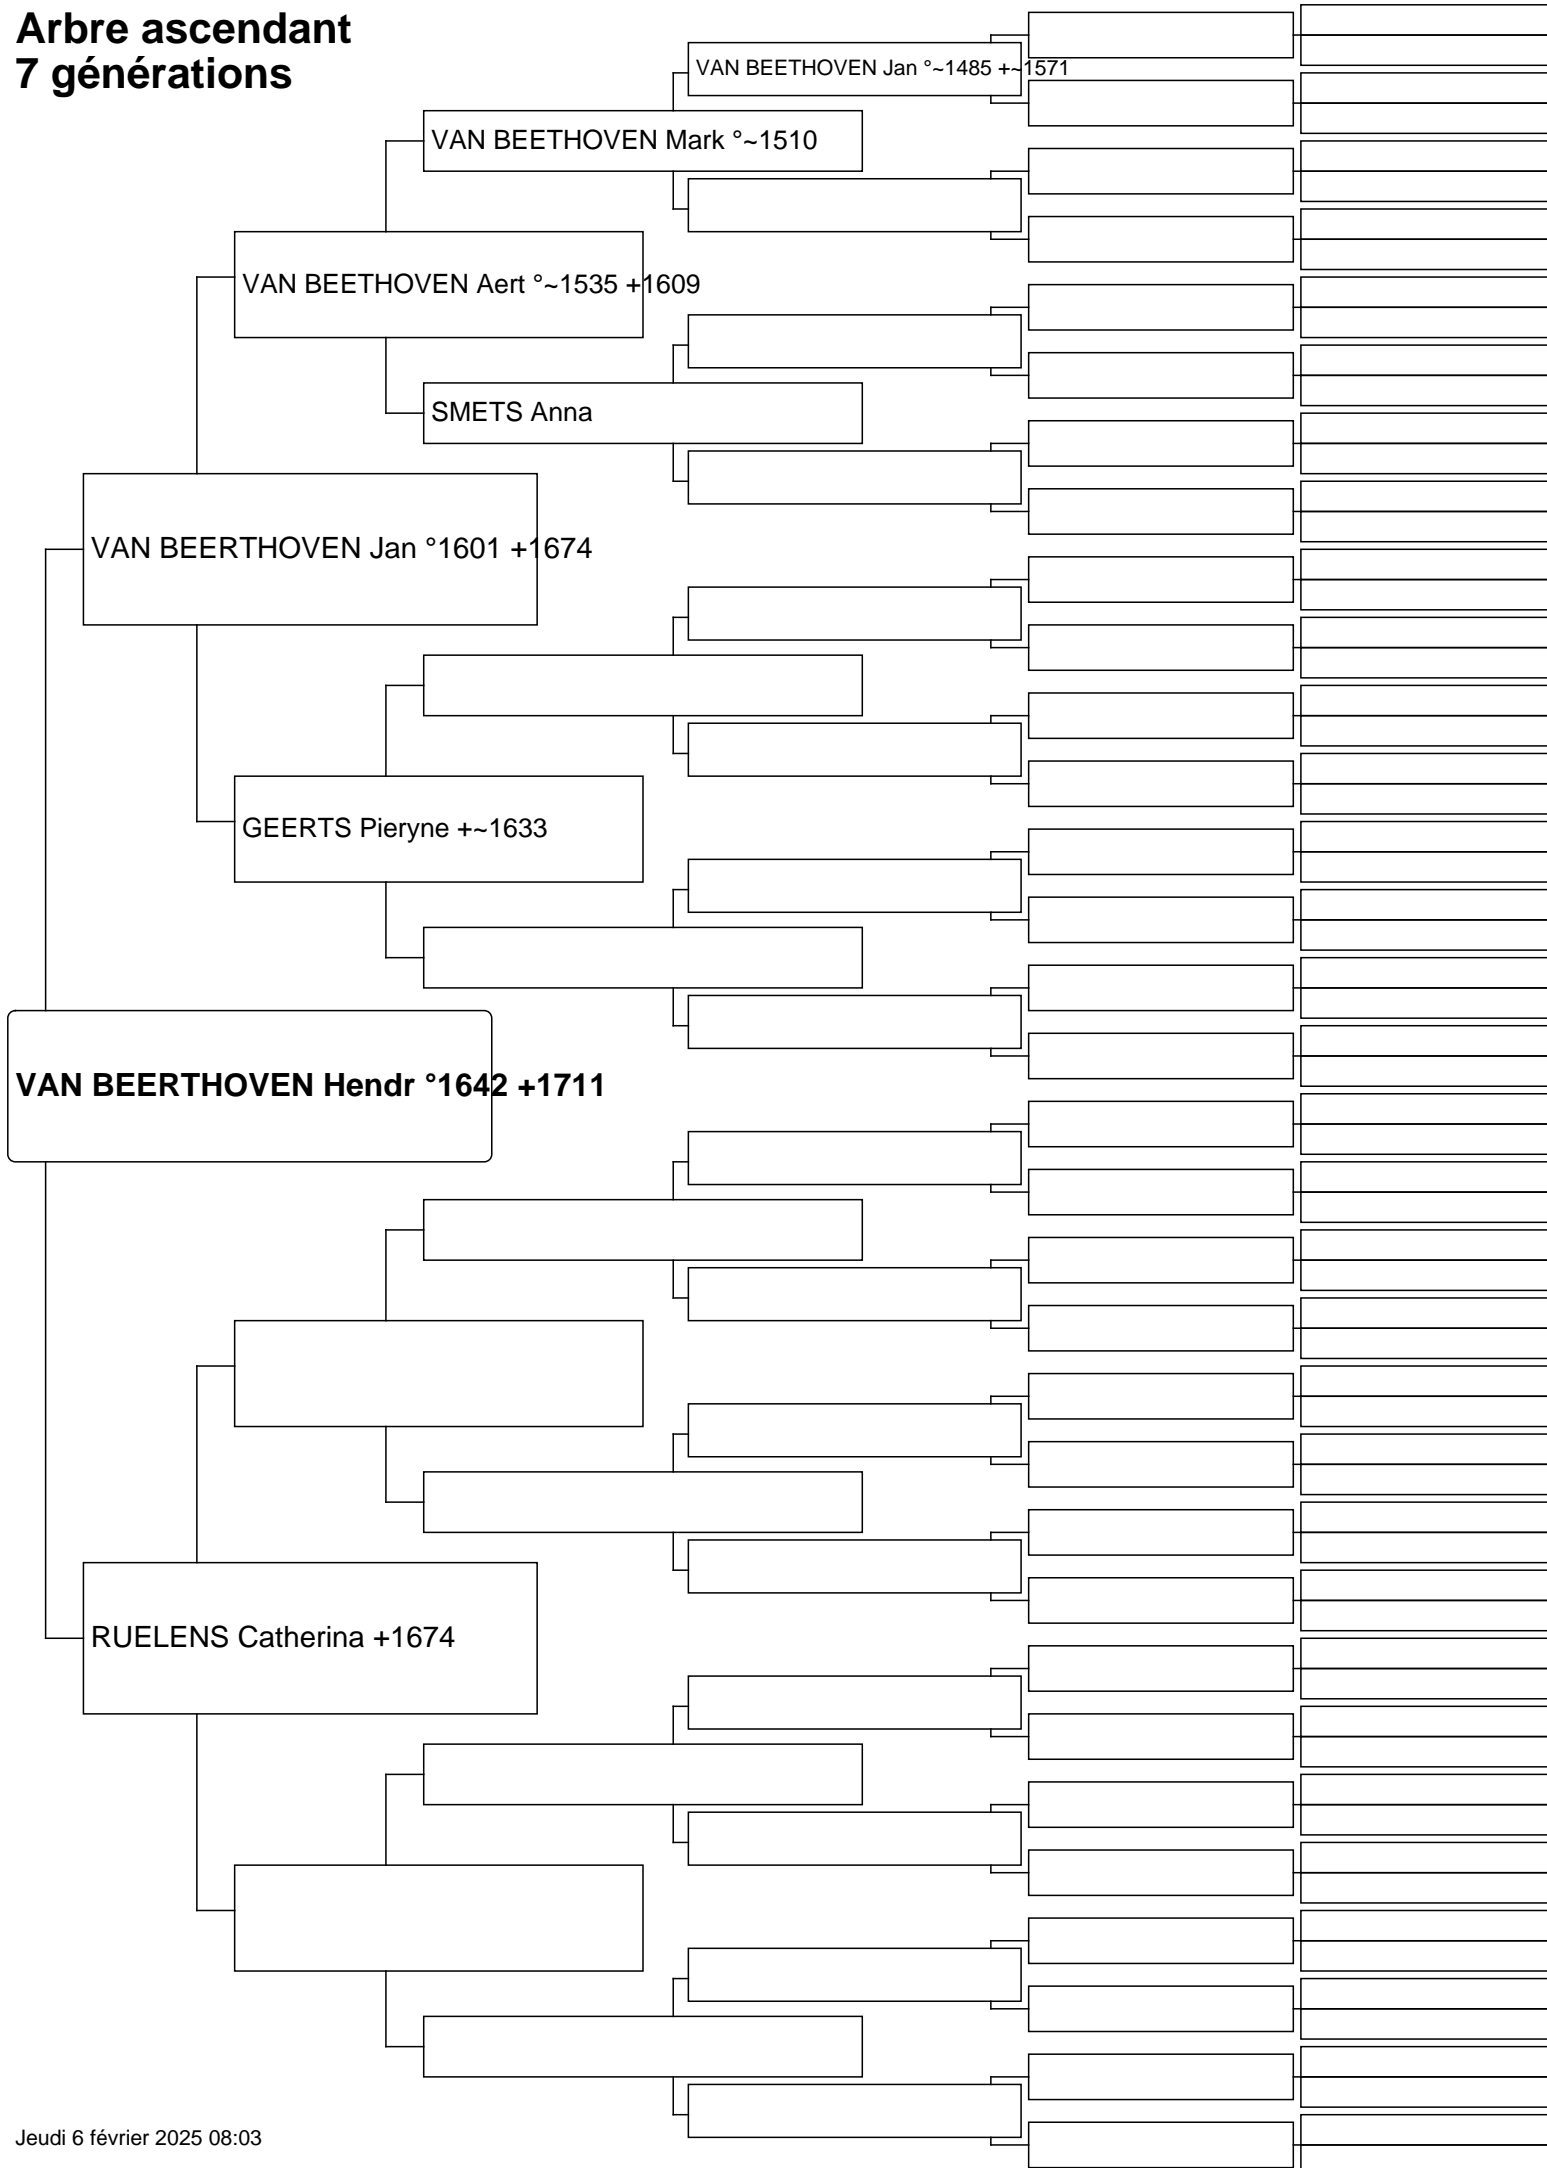 Arbre ascendant
7 générations
VAN BEETHOVEN Jan °~1485 +~1571
VAN BEETHOVEN Mark °~1510
VAN BEETHOVEN Aert °~1535 +1609
SMETS Anna
VAN BEERTHOVEN Jan °1601 +1674
GEERTS Pieryne +~1633
VAN BEERTHOVEN Hendr °1642 +1711
RUELENS Catherina +1674
Jeudi 6 février 2025 08:03